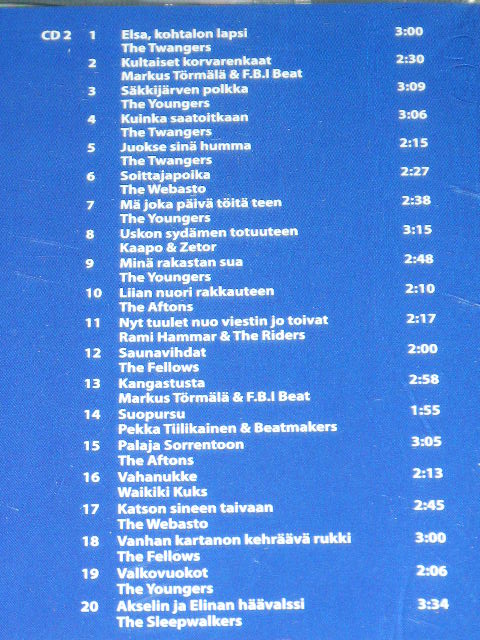 CD 2 1 Elsa, kohtalon lapsi 3:00
The Twangers
2 Kultaiset korvarenkaat 2:30
Markus Törmälä & F.B.I Beat
3 Säkkijärven polkka 3:09
The Youngers
4 Kuinka saatoitkaan 3:06
The Twangers
5 Juokse sinä humma 2:15
The Twangers
6 Soittajapoika 2:27
The Webasto
7 Mä joka päivä töitä teen 2:38
The Youngers
8 Uskon sydämen totuuteen 3:15
Kaapo & Zetor
9 Minä rakastan sua 2:48
The Youngers
10 Liian nuori rakkauteen 2:10
The Aftons
11 Nyt tuulet nuo viestin jo toivat 2:17
Rami Hammar & The Riders
12 Saunavihdat 2:00
The Fellows
13 Kangastusta 2:58
Markus Törmälä & F.B.I Beat
14 Suopursu 1:55
Pekka Tiilikainen & Beatmakers
15 Palaja Sorrentoon 3:05
The Aftons
16 Vahanukke 2:13
Waikiki Kuks
17 Katson sineen taivaan 2:45
The Webasto
18 Vanhan kartanon kehräävä rukki 3:00
The Fellows
19 Valkovuokot 2:06
The Youngers
20 Akselin ja Elinan häävalssi 3:34
The Sleepwalkers